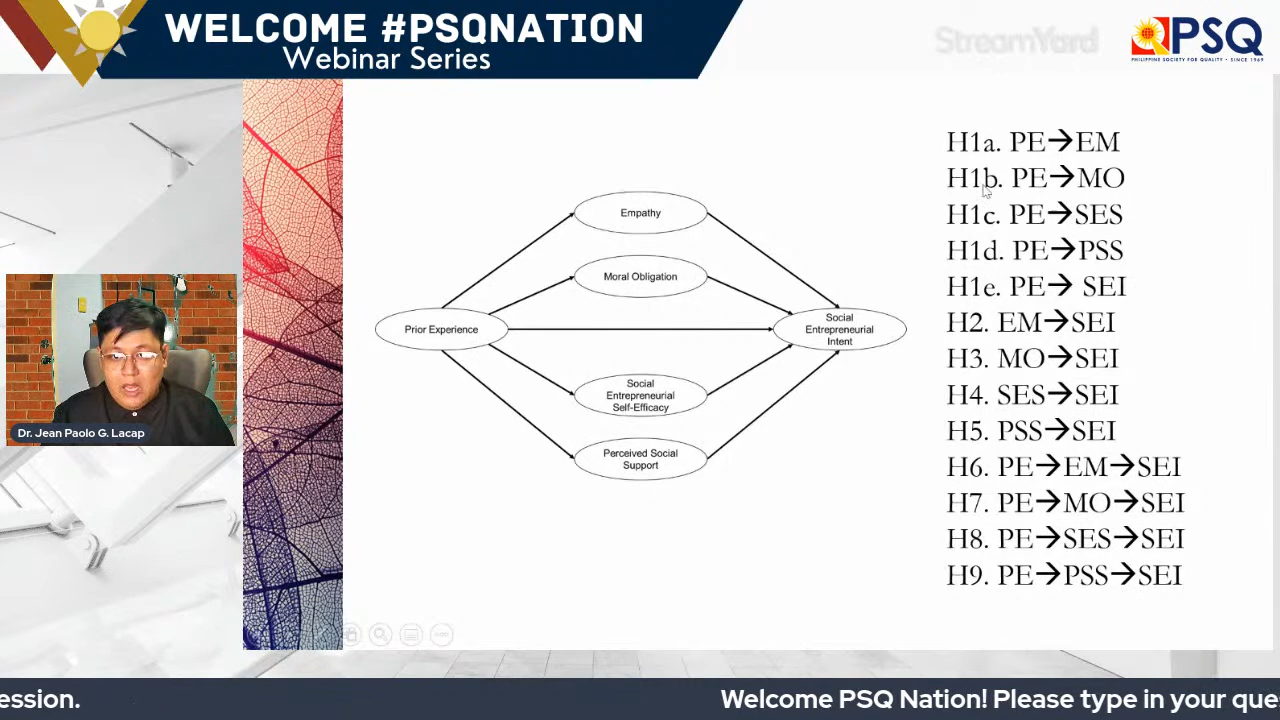 WELCOME #PSQNATION
Webinar Series
StreamYard
PSQ
PHILIPPINE SOCIETY FOR QUALITY • SINCE 1969
Empathy
Moral Obligation
Prior Experience
Social
Entrepreneurial
Intent
Social
Entrepreneurial
Self-Efficacy
Perceived Social
Support
H1a. PE→EM
H1b. PE→MO
H1c. PE→SES
H1d. PE→PSS
H1e. PE→ SEI
H2. EM→SEI
H3. MO→SEI
H4. SES→SEI
H5. PSS→SEI
H6. PE→EM→SEI
H7. PE→MO→SEI
H8. PE→SES→SEI
H9. PE→PSS→SEI
Dr. Jean Paolo G. Lacap
ession. Welcome PSQ Nation! Please type in your que